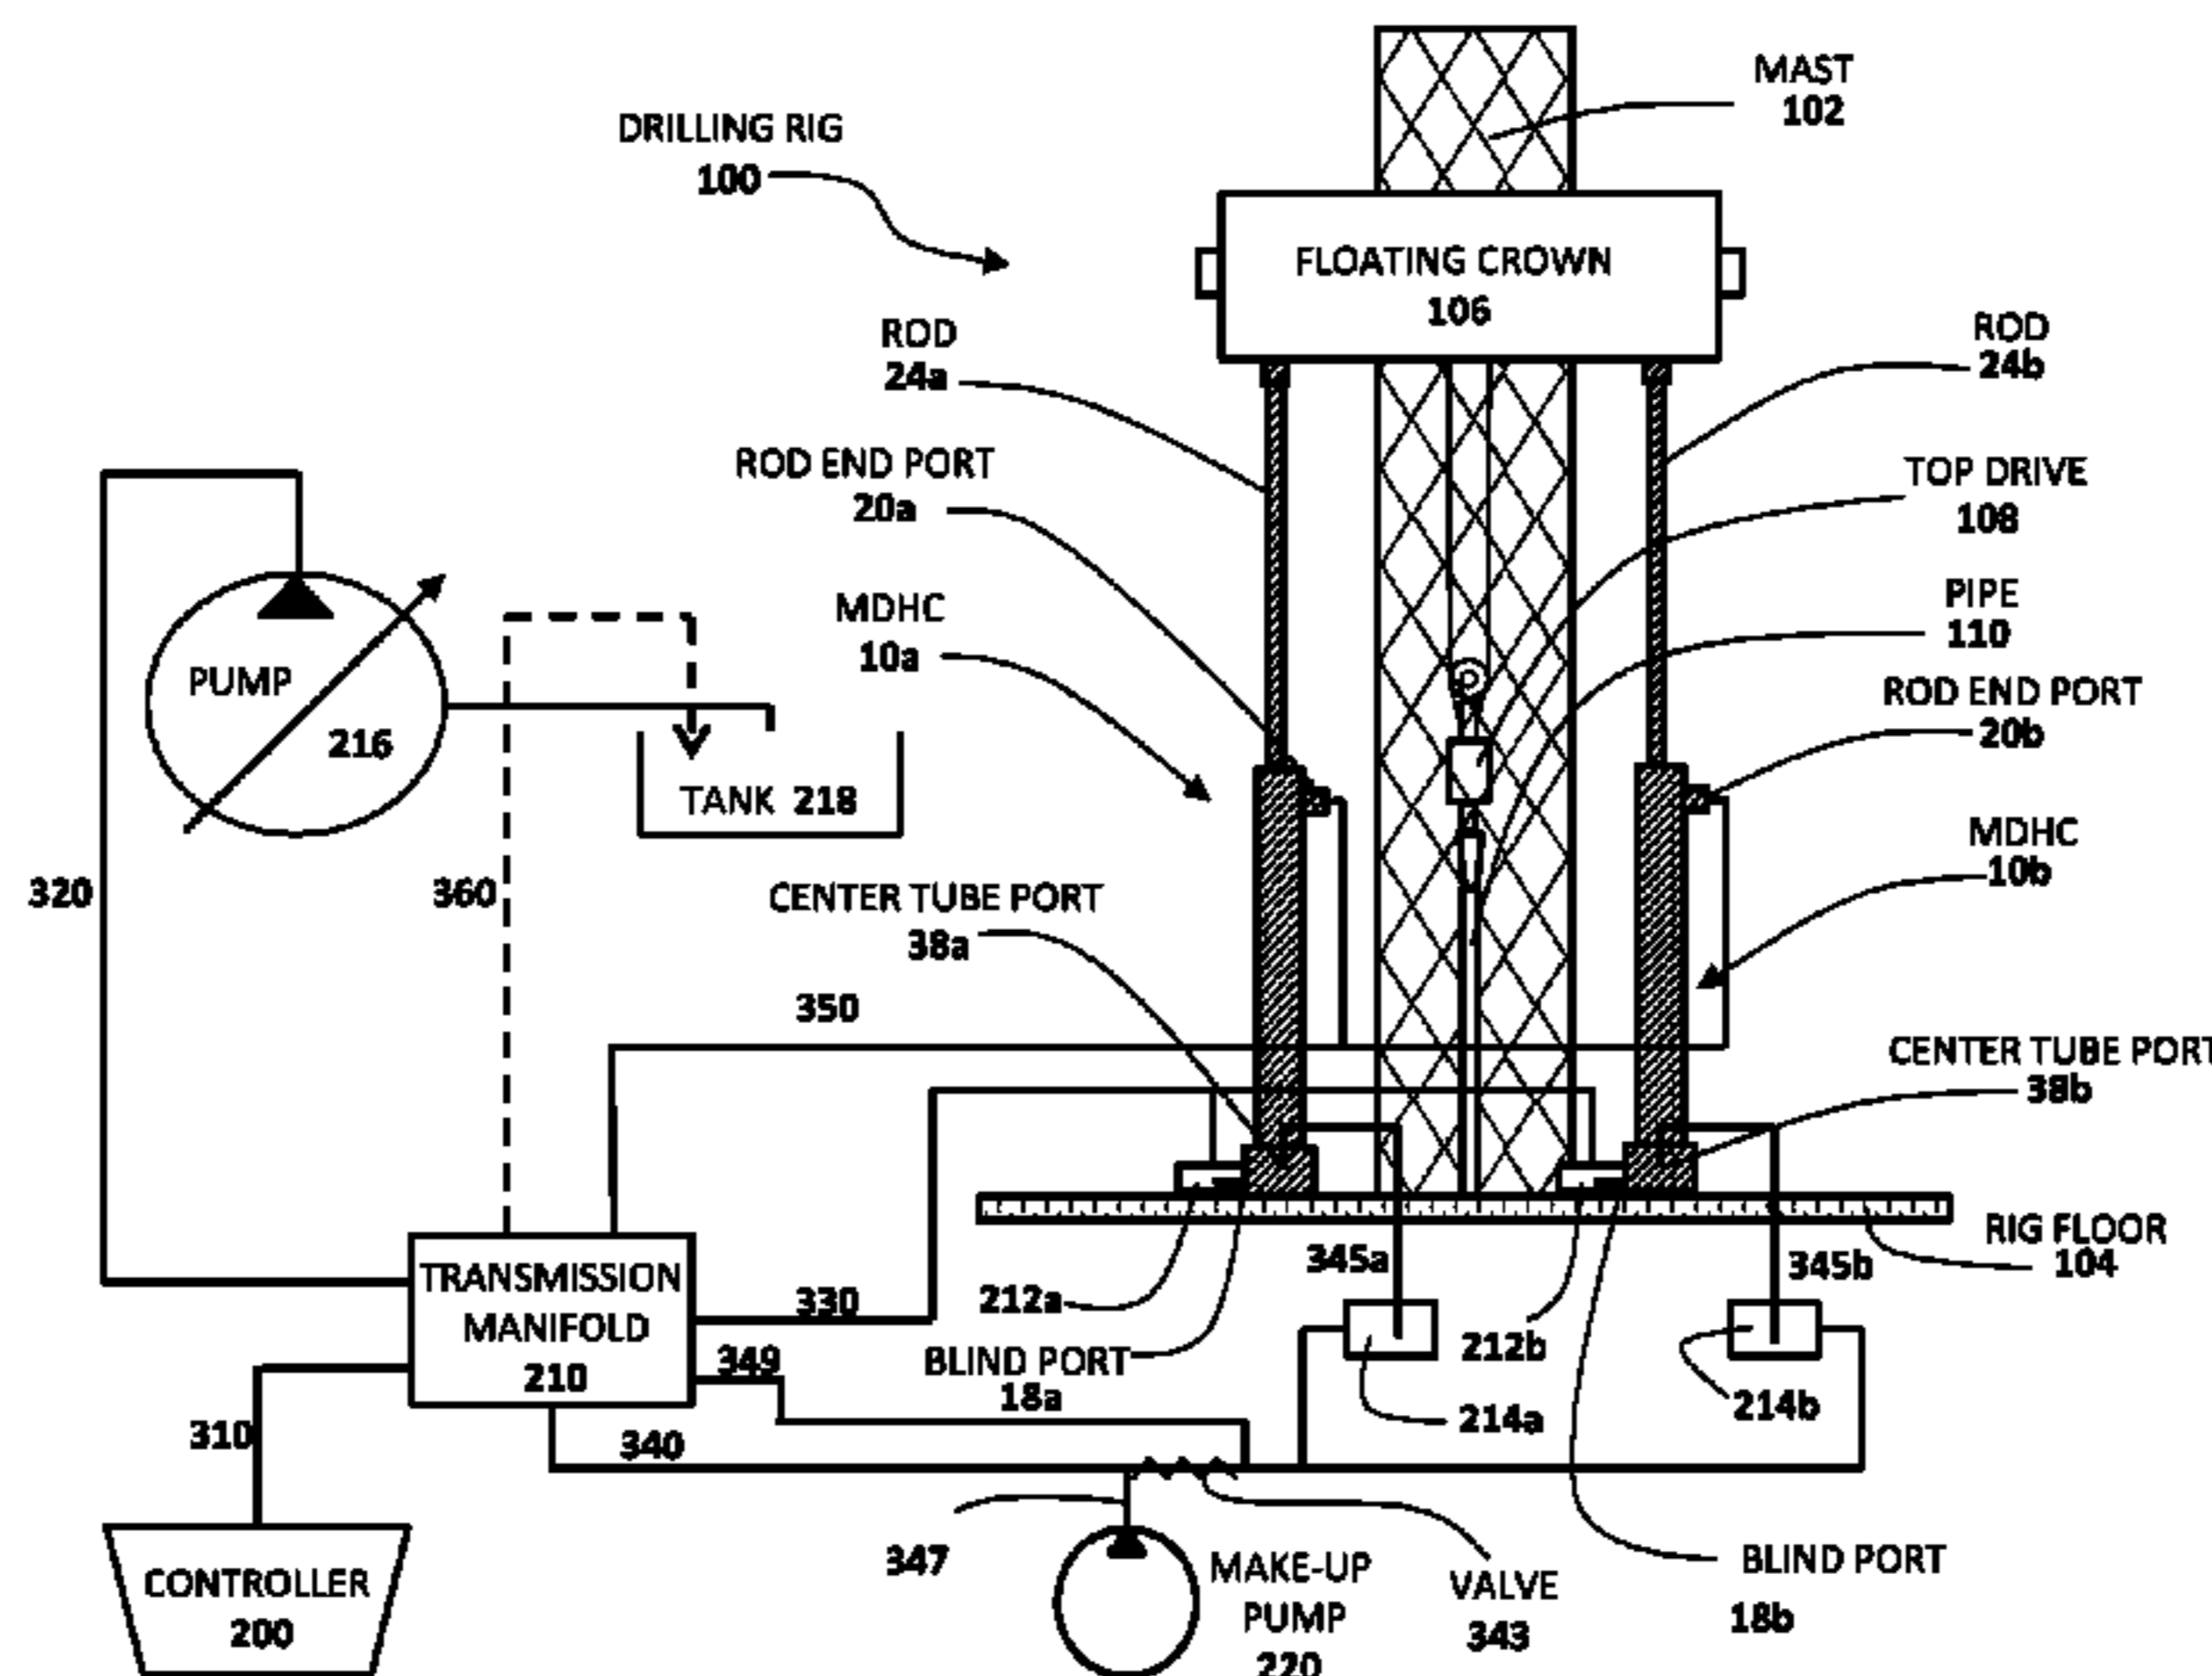 MAST
102
DRILLING RIG
100
FLOATING CROWN
106
ROD
24a
ROD
24b
ROD END PORT
20a
TOP DRIVE
108
MDHC
10a
PIPE
110
PUMP
216
ROD END PORT
20b
TANK 218
MDHC
10b
320
360
CENTER TUBE PORT
38a
350
CENTER TUBE PORT
38b
RIG FLOOR
104
345a
345b
TRANSMISSION
MANIFOLD
210
330
212a
212b
349
BLIND PORT
18a
214a
214b
310
340
347
MAKE-UP
PUMP
220
VALVE
343
BLIND PORT
18b
CONTROLLER
200